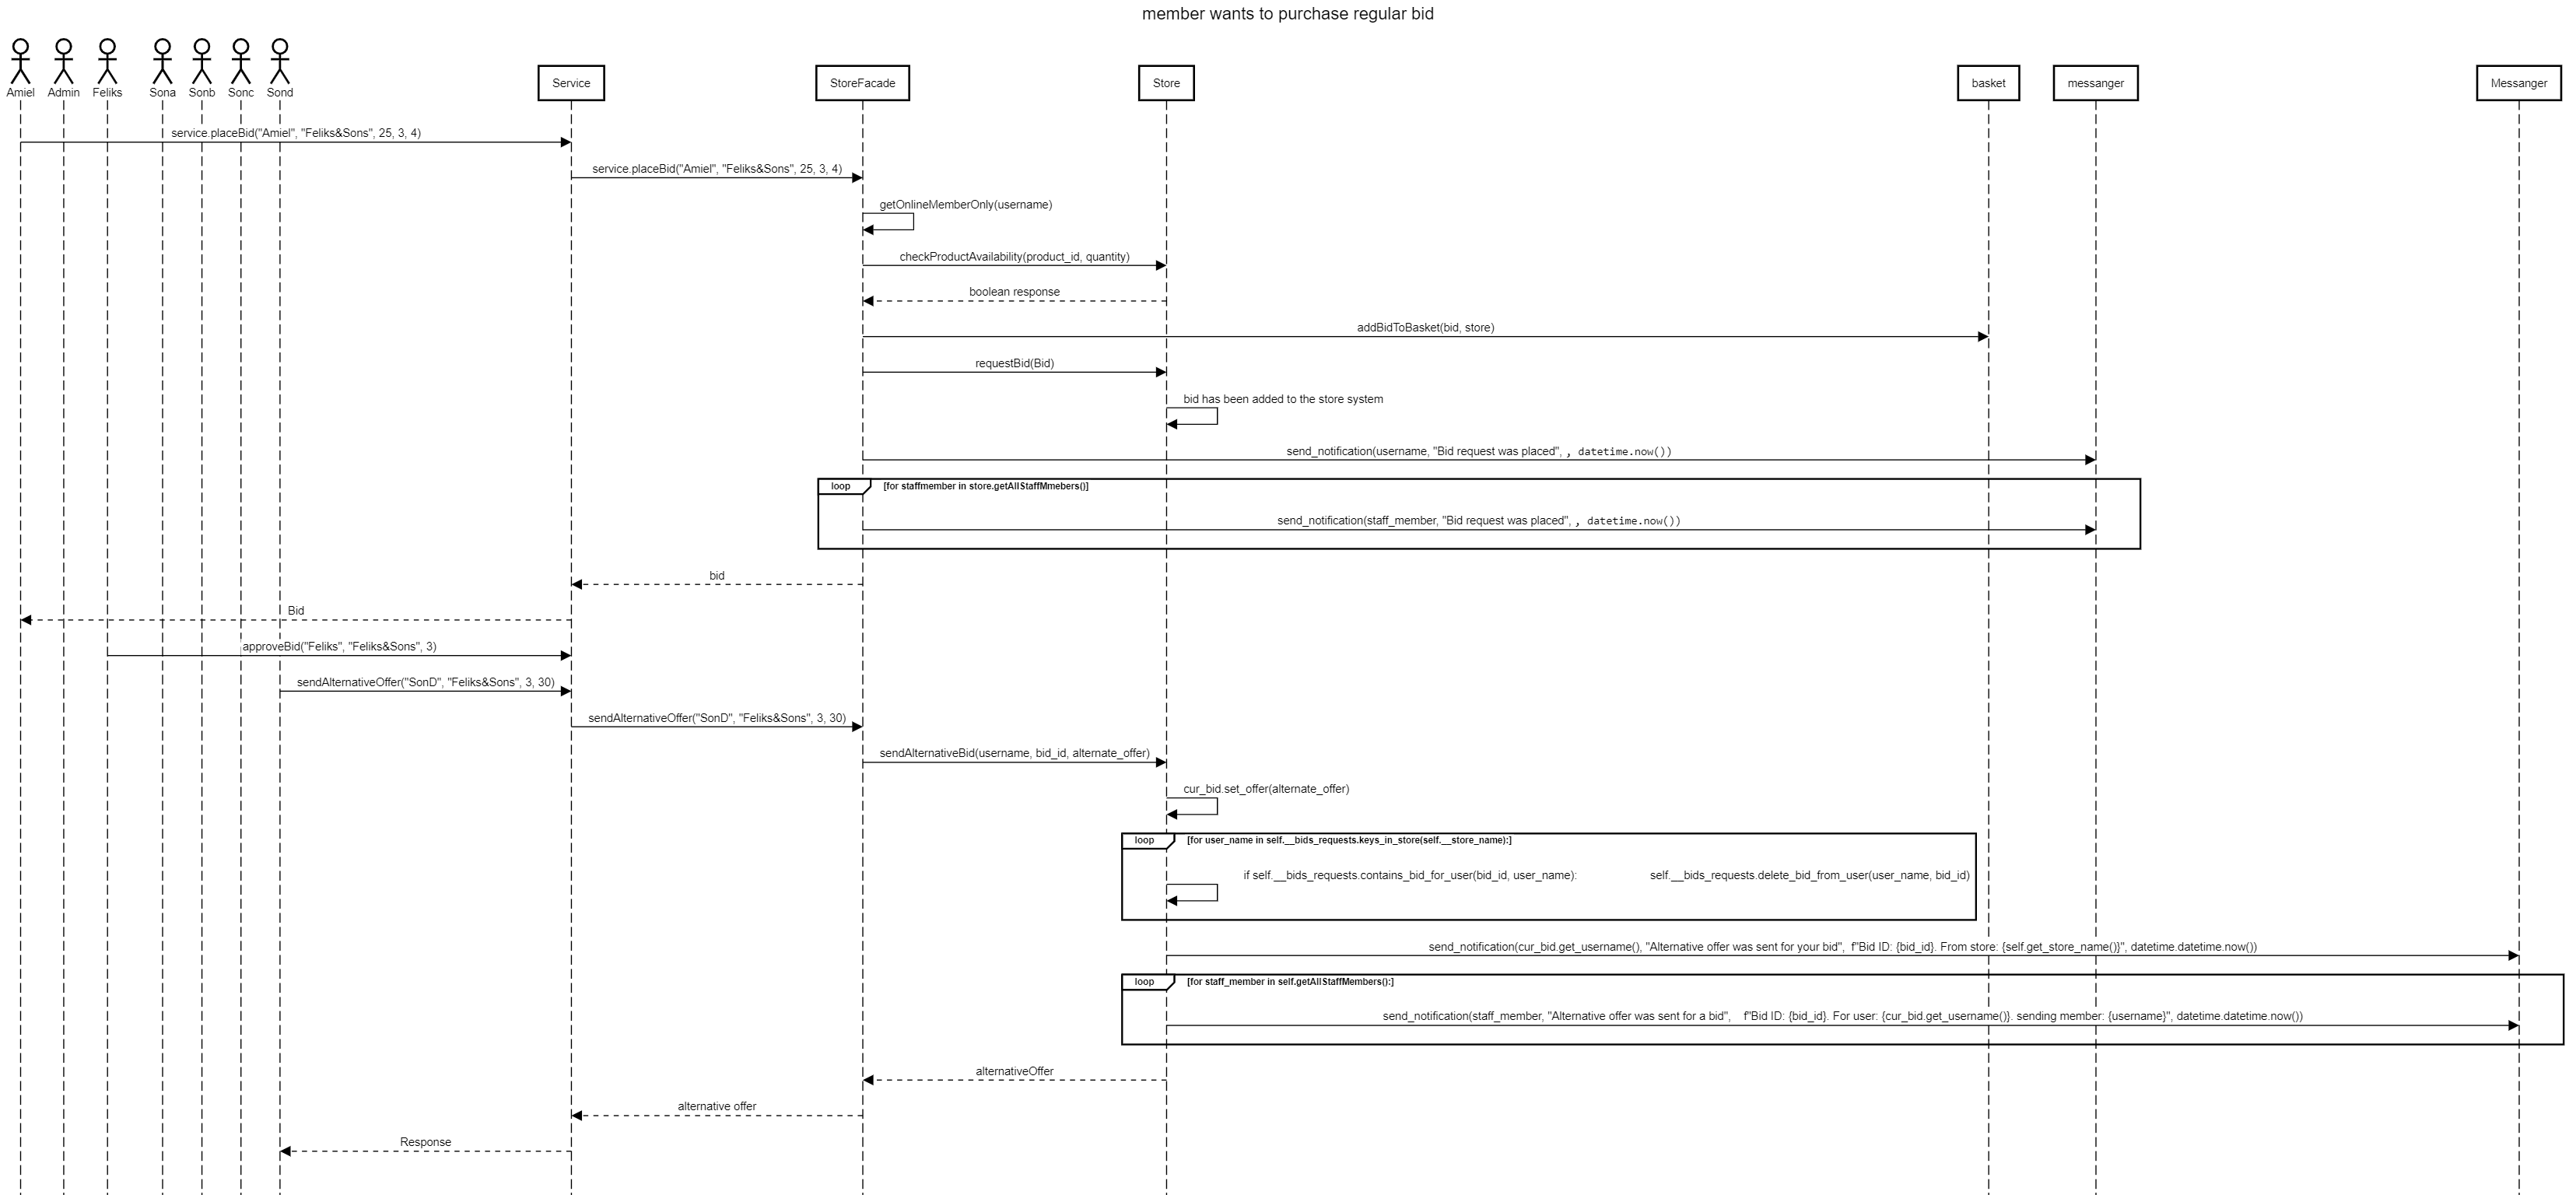 member wants to purchase regular bid
Amiel
Admin
Feliks
Sona
Sonb
Sonc
Sond
Service
StoreFacade
Store
basket
messanger
Messanger
service.placeBid("Amiel", "Feliks&Sons", 25, 3, 4)
service.placeBid("Amiel", "Feliks&Sons", 25, 3, 4)
getOnlineMemberOnly(username)
checkProductAvailability(product_id, quantity)
boolean response
addBidToBasket(bid, store)
requestBid(Bid)
bid has been added to the store system
send_notification(username, "Bid request was placed", , datetime.now())
loop
[for staffmember in store.getAllStaffMmebers()]
send_notification(staff_member, "Bid request was placed", , datetime.now())
bid
Bid
approveBid("Feliks", "Feliks&Sons", 3)
sendAlternativeOffer("SonD", "Feliks&Sons", 3, 30)
sendAlternativeOffer("SonD", "Feliks&Sons", 3, 30)
sendAlternativeBid(username, bid_id, alternate_offer)
cur_bid.set_offer(alternate_offer)
loop
[for user_name in self.__bids_requests.keys_in_store(self.__store_name):]
if self.__bids_requests.contains_bid_for_user(bid_id, user_name): self.__bids_requests.delete_bid_from_user(user_name, bid_id)
send_notification(cur_bid.get_username(), "Alternative offer was sent for your bid", f"Bid ID: {bid_id}. From store: {self.get_store_name()}", datetime.datetime.now())
loop
[for staff_member in self.getAllStaffMembers():]
send_notification(staff_member, "Alternative offer was sent for a bid", f"Bid ID: {bid_id}. For user: {cur_bid.get_username()}. sending member: {username}", datetime.datetime.now())
alternativeOffer
alternative offer
Response